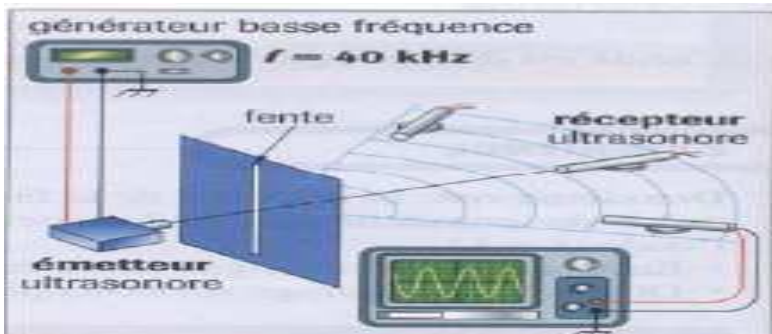 générateur basse fréquence
f = 40 kHz
fente
récepteur
ultrasonore
émetteur
ultrasonore